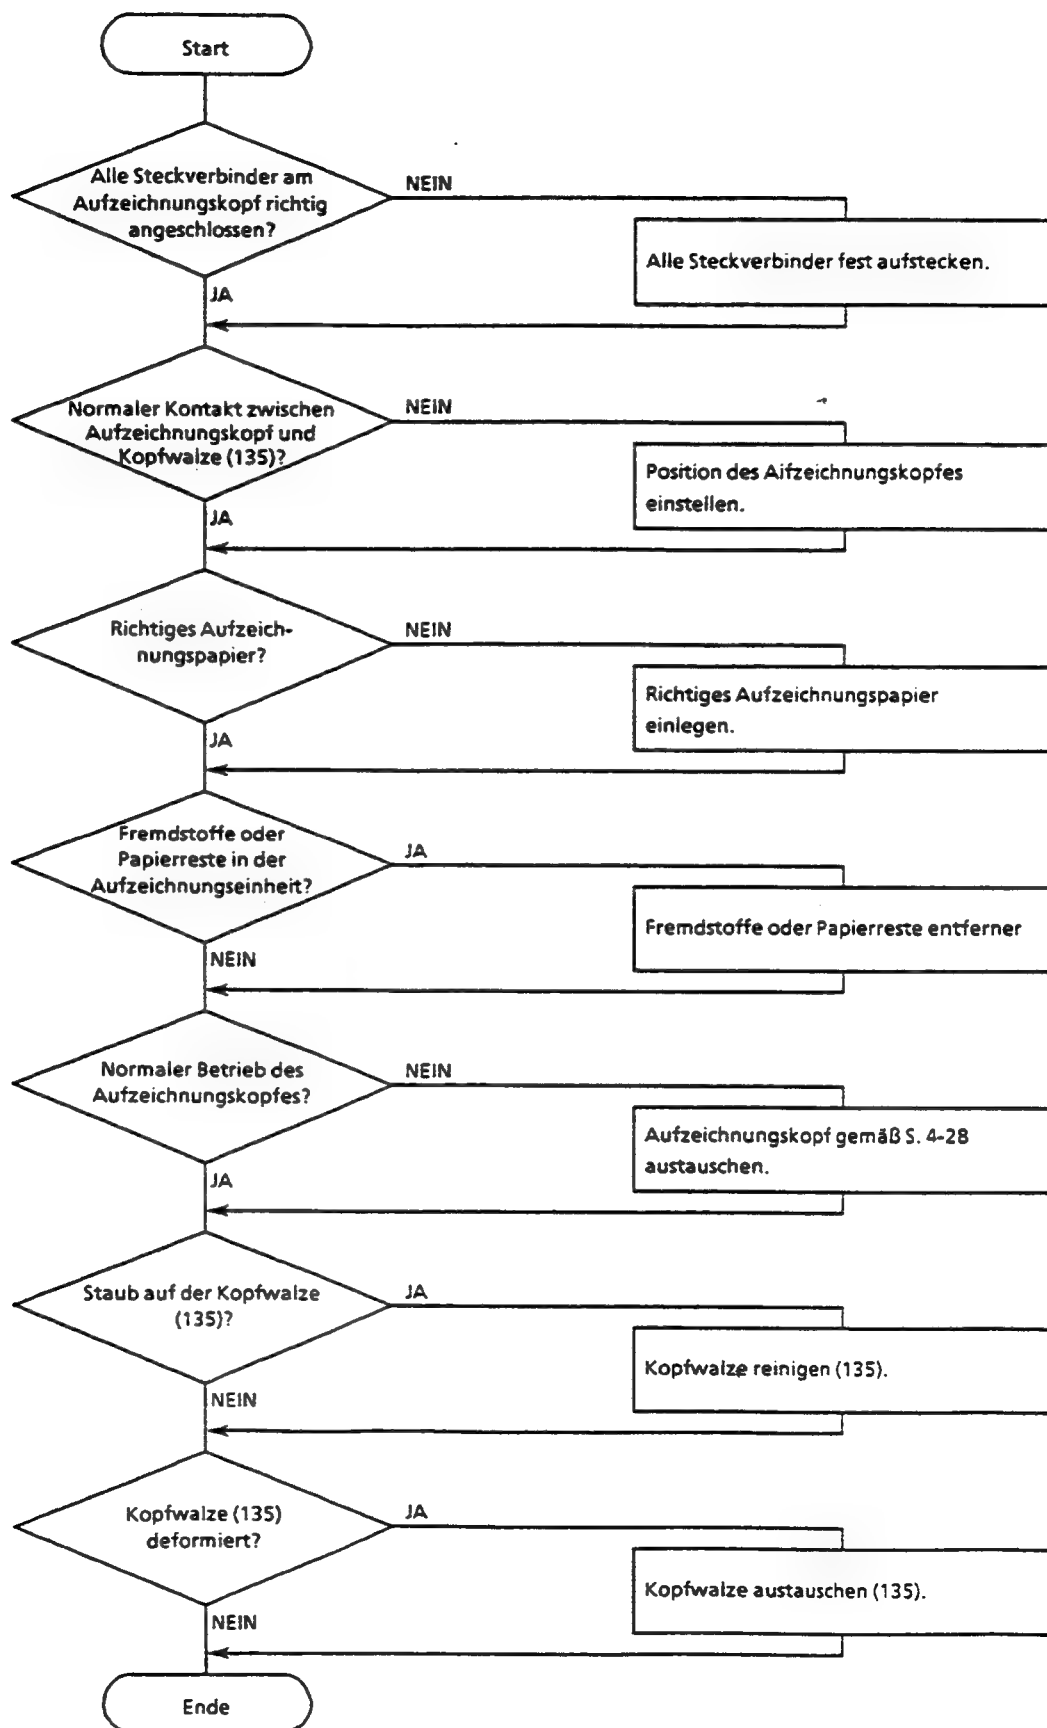 Start
Alle Steckverbinder am
Aufzeichnungskopf richtig
angeschlossen?
NEIN
Alle Steckverbinder fest aufstecken.
JA
Normaler Kontakt zwischen
Aufzeichnungskopf und
Kopfwalze (135)?
NEIN
Position des Aifzeichnungskopfes
einstellen.
JA
Richtiges Aufzeich-
nungspapier?
NEIN
Richtiges Aufzeichnungspapier
einlegen.
JA
Fremdstoffe oder
Papierreste in der
Aufzeichnungseinheit?
JA
Fremdstoffe oder Papierreste entferner
NEIN
Normaler Betrieb des
Aufzeichnungskopfes?
NEIN
Aufzeichnungskopf gemäß S. 4-28
austauschen.
JA
Staub auf der Kopfwalze
(135)?
JA
Kopfwalze reinigen (135).
NEIN
Kopfwalze (135)
deformiert?
JA
Kopfwalze austauschen (135).
NEIN
Ende